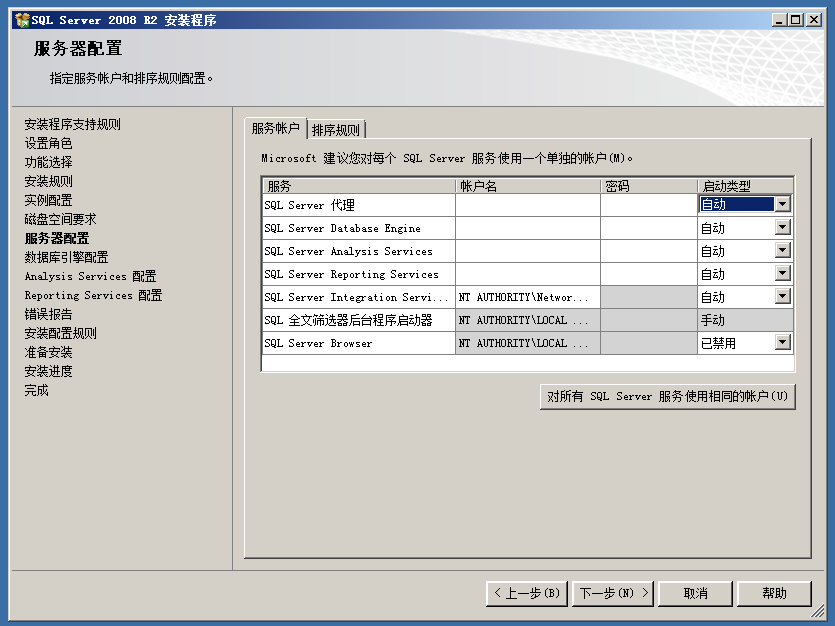 SQL Server 2008 R2 安装程序
服务器配置
指定服务帐户和排序规则配置。
安装程序支持规则
设置角色
功能选择
安装规则
实例配置
磁盘空间要求
服务器配置
数据库引擎配置
Analysis Services 配置
Reporting Services 配置
错误报告
安装配置规则
准备安装
安装进度
完成
服务帐户 排序规则
Microsoft 建议您对每个 SQL Server 服务使用一个单独的帐户(M)。
服务 帐户名 密码 启动类型
SQL Server 代理 自动
SQL Server Database Engine 自动
SQL Server Analysis Services 自动
SQL Server Reporting Services 自动
SQL Server Integration Servi... NT AUTHORITY\Networ... 自动
SQL 全文筛选器后台程序启动器 NT AUTHORITY\LOCAL ... 手动
SQL Server Browser NT AUTHORITY\LOCAL ... 已禁用
对所有 SQL Server 服务使用相同的帐户(U)
< 上一步(B) 下一步(N) > 取消 帮助